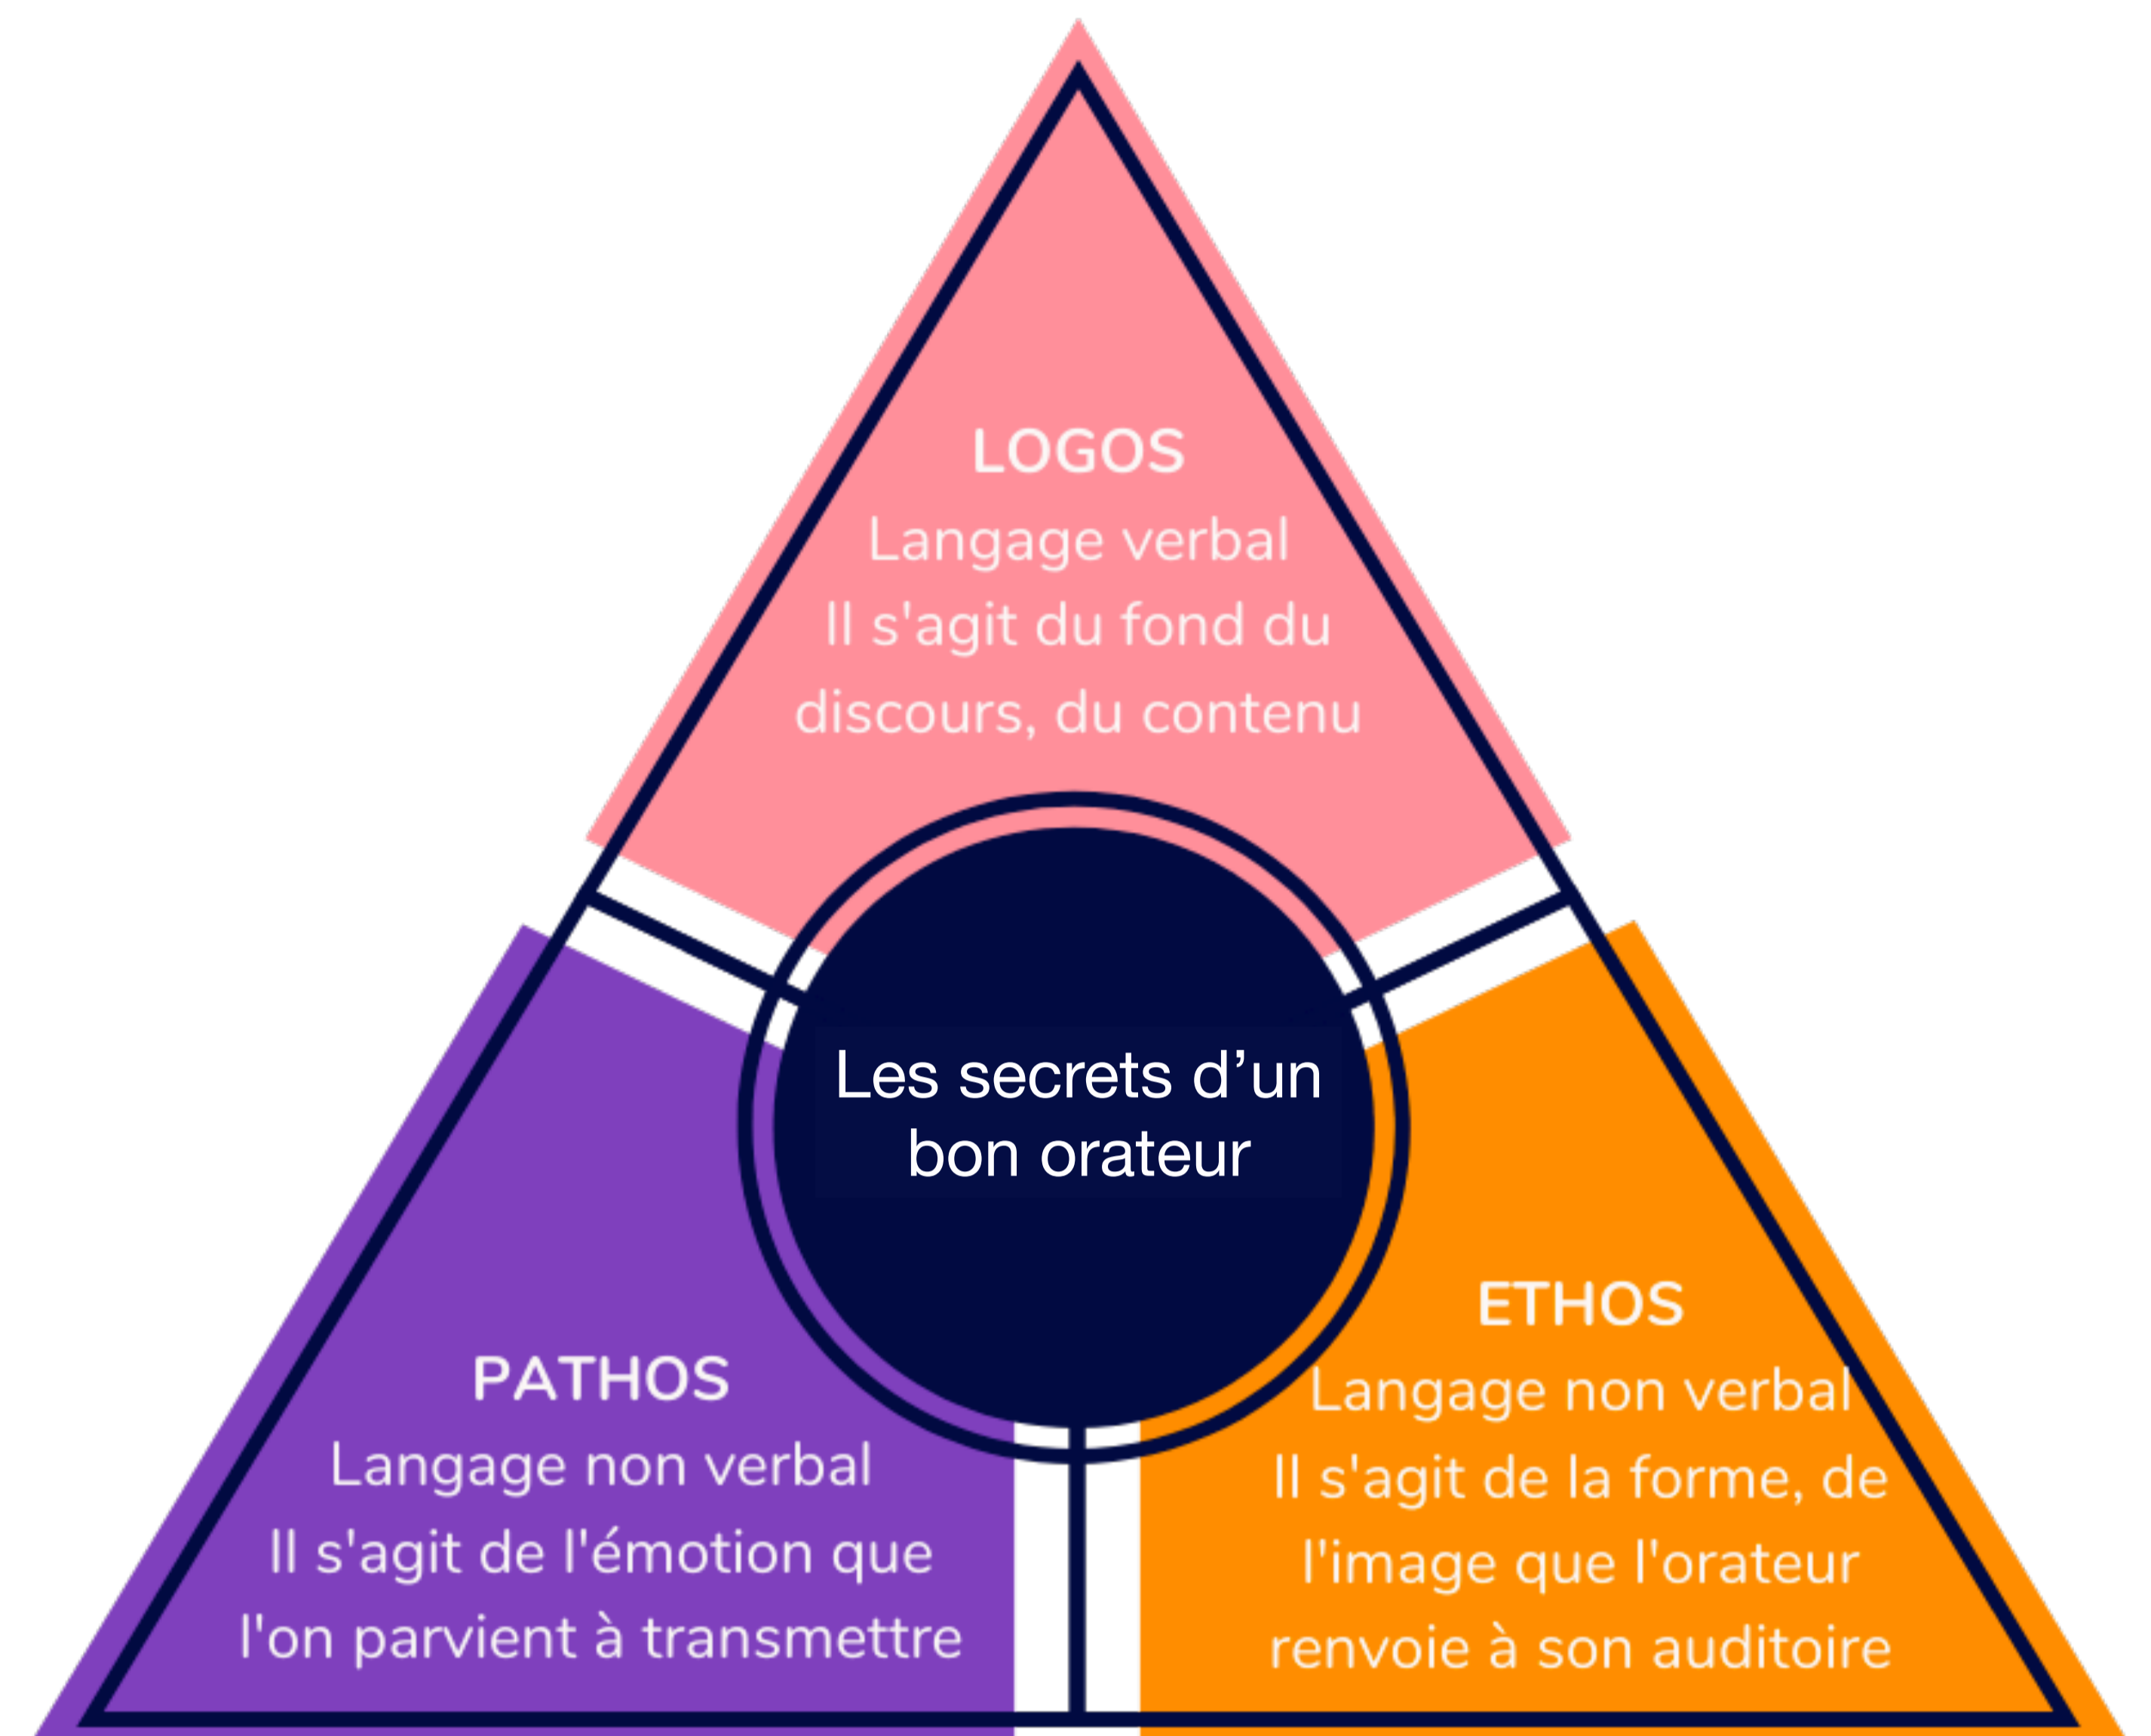 LOGOS
Langage verbal
Il s'agit du fond du
discours, du contenu
Les secrets d’un
bon orateur
PATHOS
Langage non verbal
Il s'agit de l'émotion que
l'on parvient à transmettre
ETHOS
Langage non verbal
Il s'agit de la forme, de
l'image que l'orateur
renvoie à son auditoire